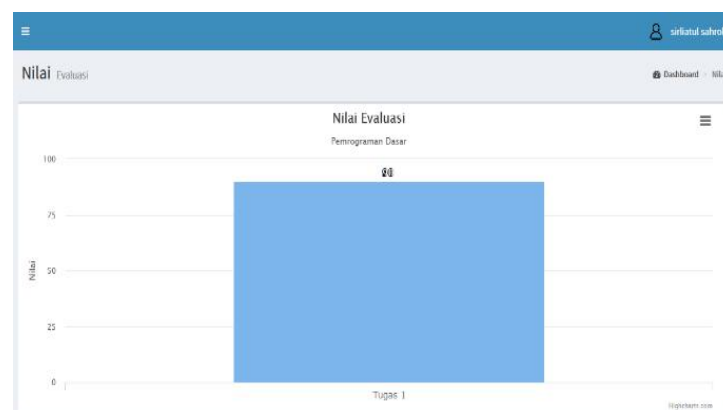 sirliatul sahrol
Nilai Evaluasi
Dashboard
Nilai Evaluasi
Pemrograman Dasar
100
90
75
50
25
0
Nilai
Tugas 1
Highcharts.com